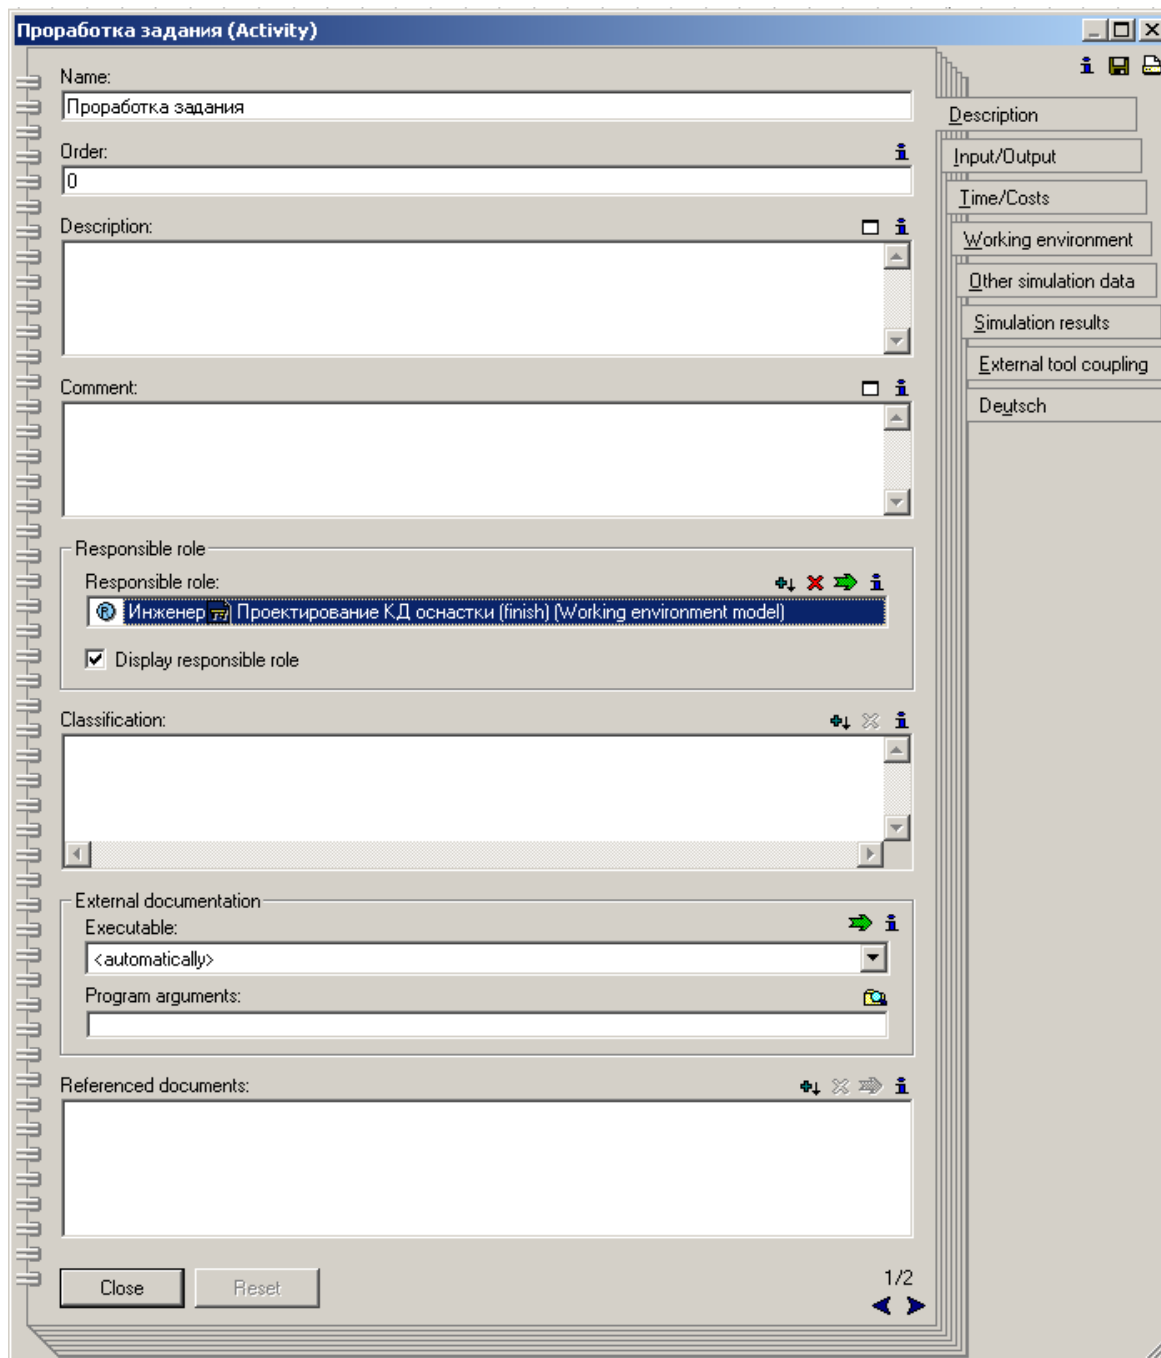 Проработка задания (Activity)
Name:
Проработка задания
Order:
0
Description:
Comment:
Responsible role
Responsible role:
Инженер Проектирование КД оснастки (finish) (Working environment model)
Display responsible role
Classification:
External documentation
Executable:
<automatically>
Program arguments:
Referenced documents:
Close
Reset
1/2
Description
Input/Output
Time/Costs
Working environment
Other simulation data
Simulation results
External tool coupling
Deutsch